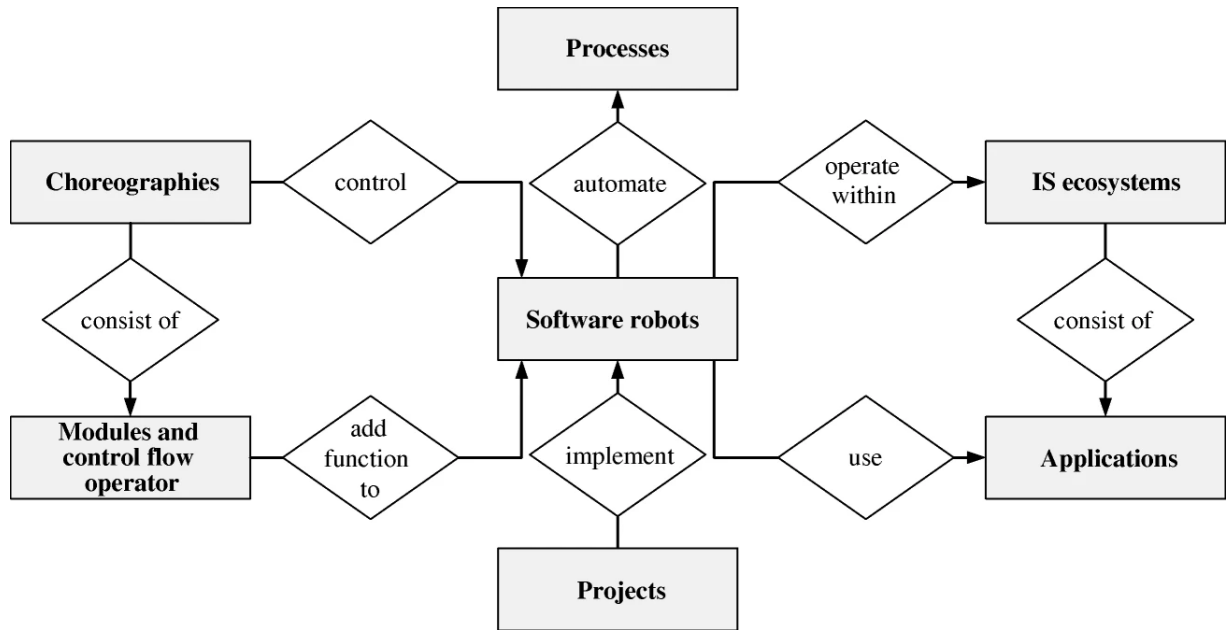 Processes
Choreographies
control
automate
operate
within
IS ecosystems
consist of
Software robots
consist of
Modules and
control flow
operator
add
function
to
implement
use
Applications
Projects